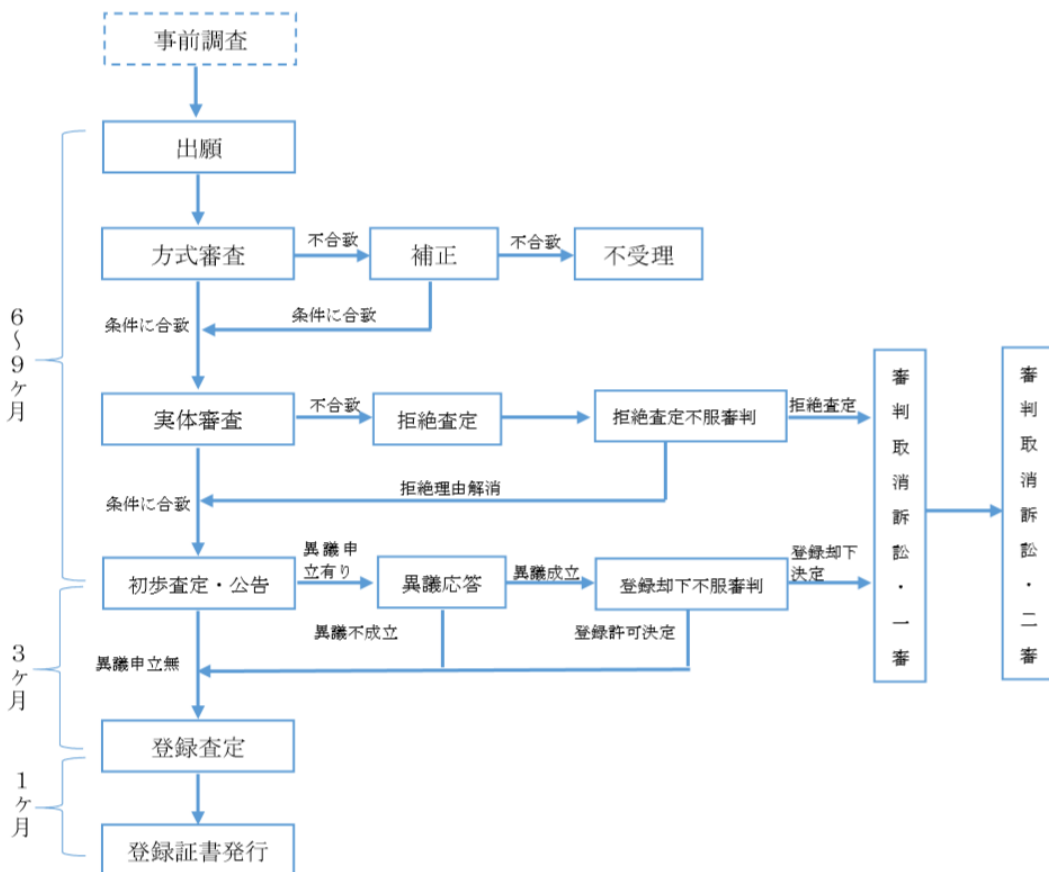 事前調査
出願
方式審査
不合致
補正
不合致
不受理
条件に合致
条件に合致
6～9ヶ月
実体審査
不合致
拒絶査定
拒絶査定不服審判
拒絶査定
審判取消訴訟・一審
審判取消訴訟・二審
拒絶理由解消
条件に合致
初歩査定・公告
異議申
立有り
異議応答
異議成立
登録却下不服審判
登録却下
決定
異議不成立
登録許可決定
異議申立無
3ヶ月
登録査定
1ヶ月
登録証書発行